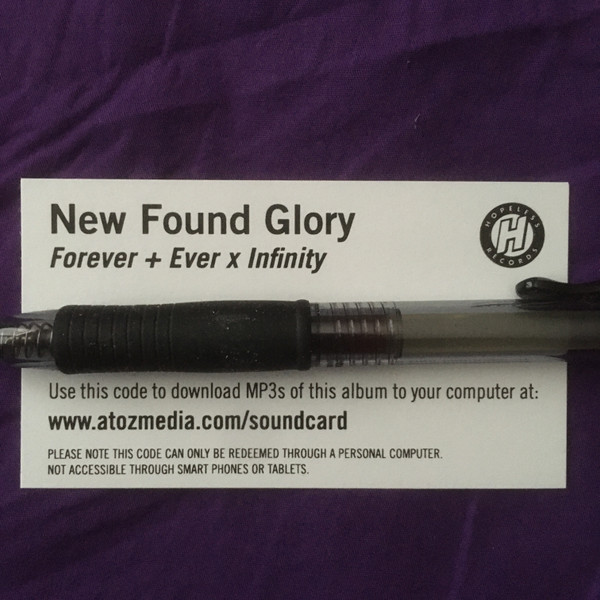 New Found Glory
Forever + Ever x Infinity
HOPELESS
H
RECORDS
Use this code to download MP3s of this album to your computer at:
www.atozmedia.com/soundcard
PLEASE NOTE THIS CODE CAN ONLY BE REDEEMED THROUGH A PERSONAL COMPUTER.
NOT ACCESSIBLE THROUGH SMART PHONES OR TABLETS.